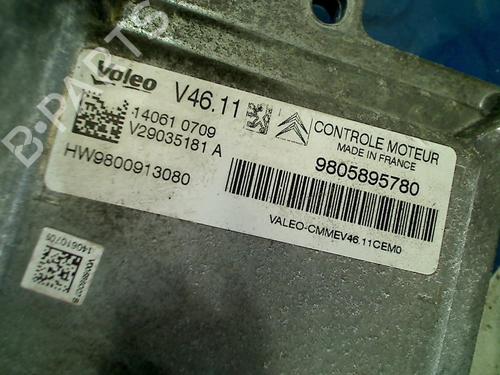 Valeo
V46.11
14061 0709
V29035181 A
HW9800913080
CONTROLE MOTEUR
MADE IN FRANCE
9805895780
VALEO-CMMEV46.11CEM0
B-PARTS